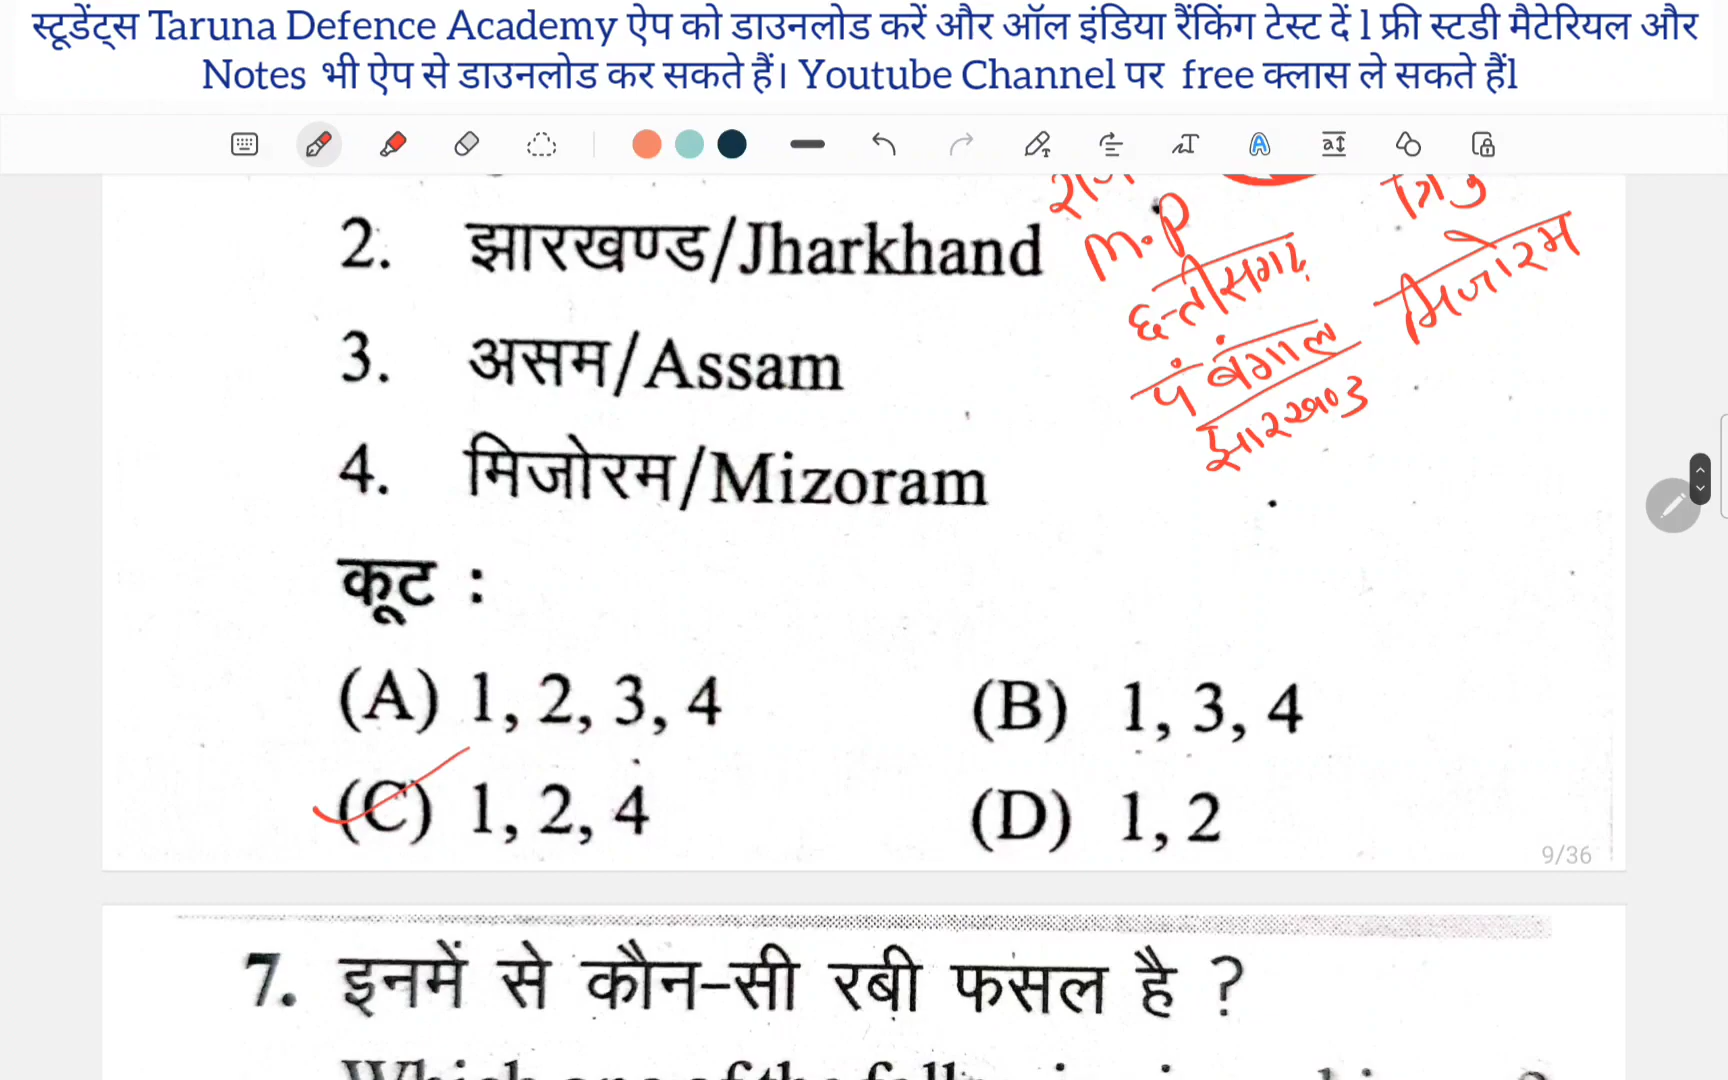 स्टूडेंट्स Taruna Defence Academy ऐप को डाउनलोड करें और ऑल इंडिया रैंकिंग टेस्ट दें l फ्री स्टडी मैटेरियल और
Notes भी ऐप से डाउनलोड कर सकते हैं। Youtube Channel पर free क्लास ले सकते हैंl
2. झारखण्ड/Jharkhand
M.P
छत्तीसगढ़
मिजोरम
3. असम/Assam
पं बंगाल
झारखण्ड
4. मिजोरम/Mizoram
कूट :
(A) 1, 2, 3, 4
(B) 1, 3, 4
(C) 1, 2, 4
(D) 1, 2
9/36
7. इनमें से कौन-सी रबी फसल है ?